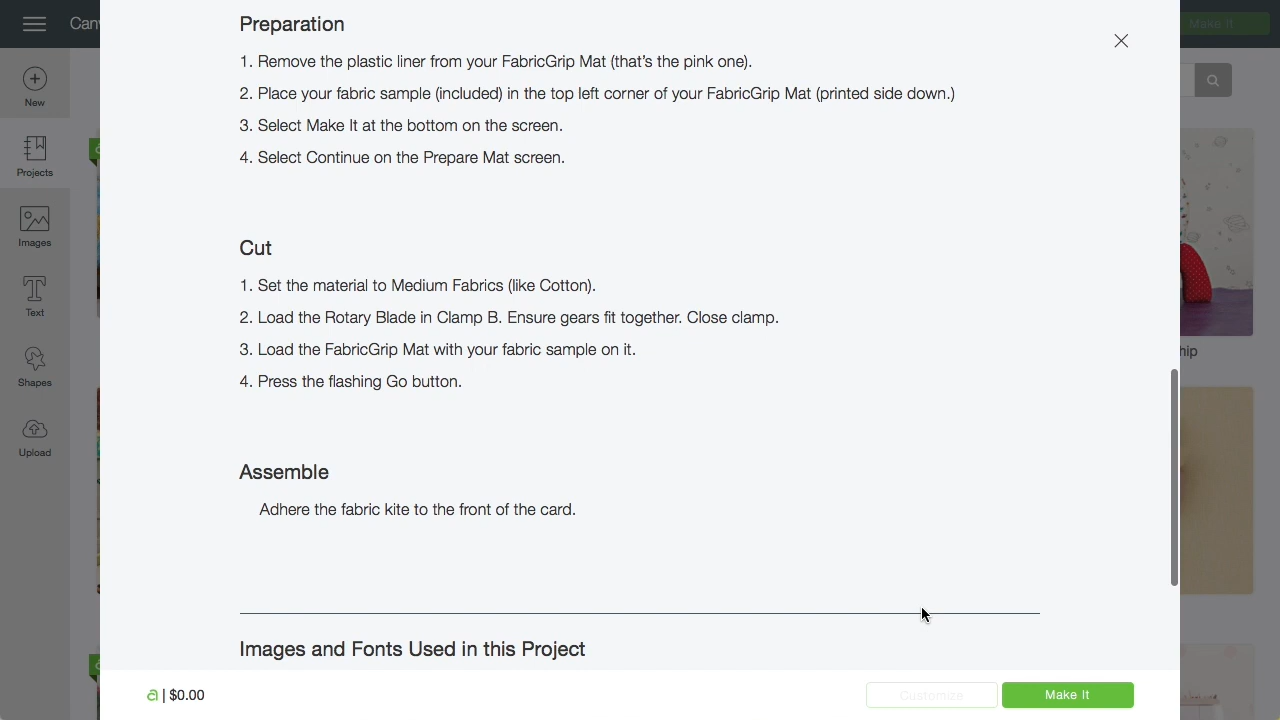 Preparation
1. Remove the plastic liner from your FabricGrip Mat (that's the pink one).
2. Place your fabric sample (included) in the top left corner of your FabricGrip Mat (printed side down.)
3. Select Make It at the bottom on the screen.
4. Select Continue on the Prepare Mat screen.
Cut
1. Set the material to Medium Fabrics (like Cotton).
2. Load the Rotary Blade in Clamp B. Ensure gears fit together. Close clamp.
3. Load the FabricGrip Mat with your fabric sample on it.
4. Press the flashing Go button.
Assemble
Adhere the fabric kite to the front of the card.
Images and Fonts Used in this Project
a | $0.00
Customize
Make It
Can
Make It
New
Projects
Images
Text
Shapes
Upload
hip